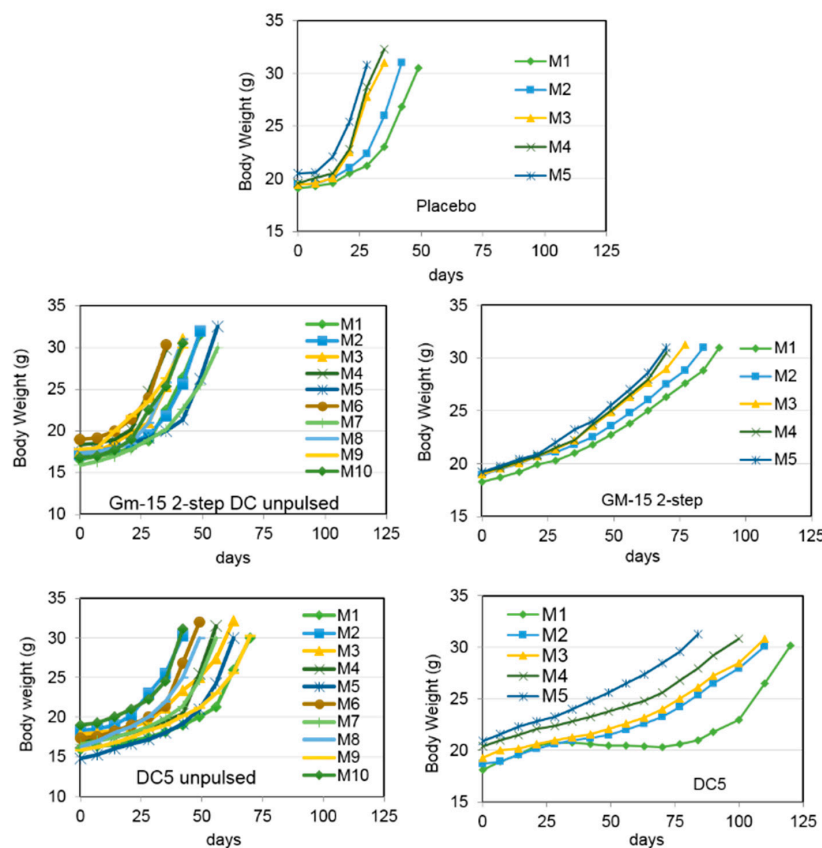 35
30
25
20
15
Body Weight (g)
M1
M2
M3
M4
M5
Placebo
0 25 50 75 100 125
days
35
30
25
20
15
10
Body Weight (g)
M1
M2
M3
M4
M5
M6
M7
M8
M9
M10
Gm-15 2-step DC unpulsed
0 25 50 75 100 125
days
35
30
25
20
15
Body Weight (g)
M1
M2
M3
M4
M5
GM-15 2-step
0 25 50 75 100 125
days
35
30
25
20
15
10
Body weight (g)
M1
M2
M3
M4
M5
M6
M7
M8
M9
M10
DC5 unpulsed
0 25 50 75 100 125
days
35
30
25
20
15
Body Weight (g)
M1
M2
M3
M4
M5
DC5
0 25 50 75 100 125
days